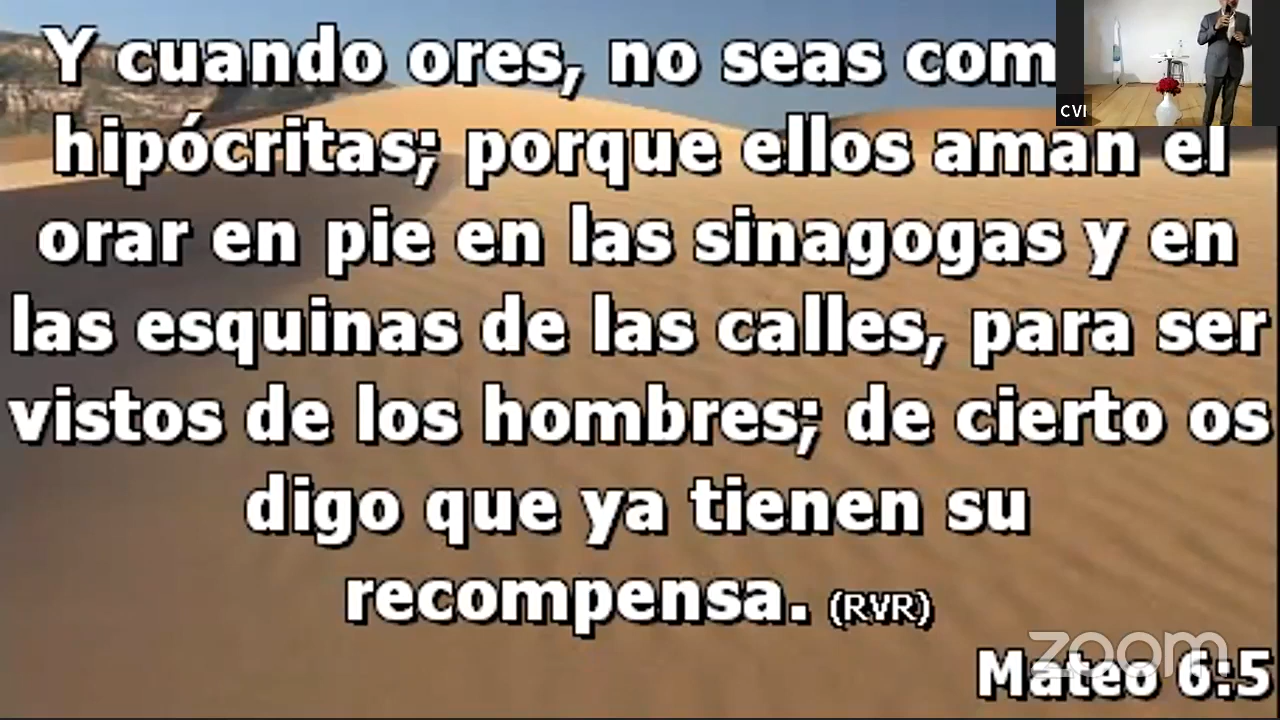 Y cuando ores, no seas com
CVI
hipócritas; porque ellos aman el
orar en pie en las sinagogas y en
las esquinas de las calles, para ser
vistos de los hombres; de cierto os
digo que ya tienen su
recompensa. (RVR)
zoom
Mateo 6:5